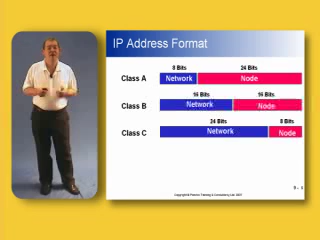 IP Address Format
8 Bits 24 Bits
Class A Network Node
16 Bits 16 Bits
Class B Network Node
24 Bits 8 Bits
Class C Network Node